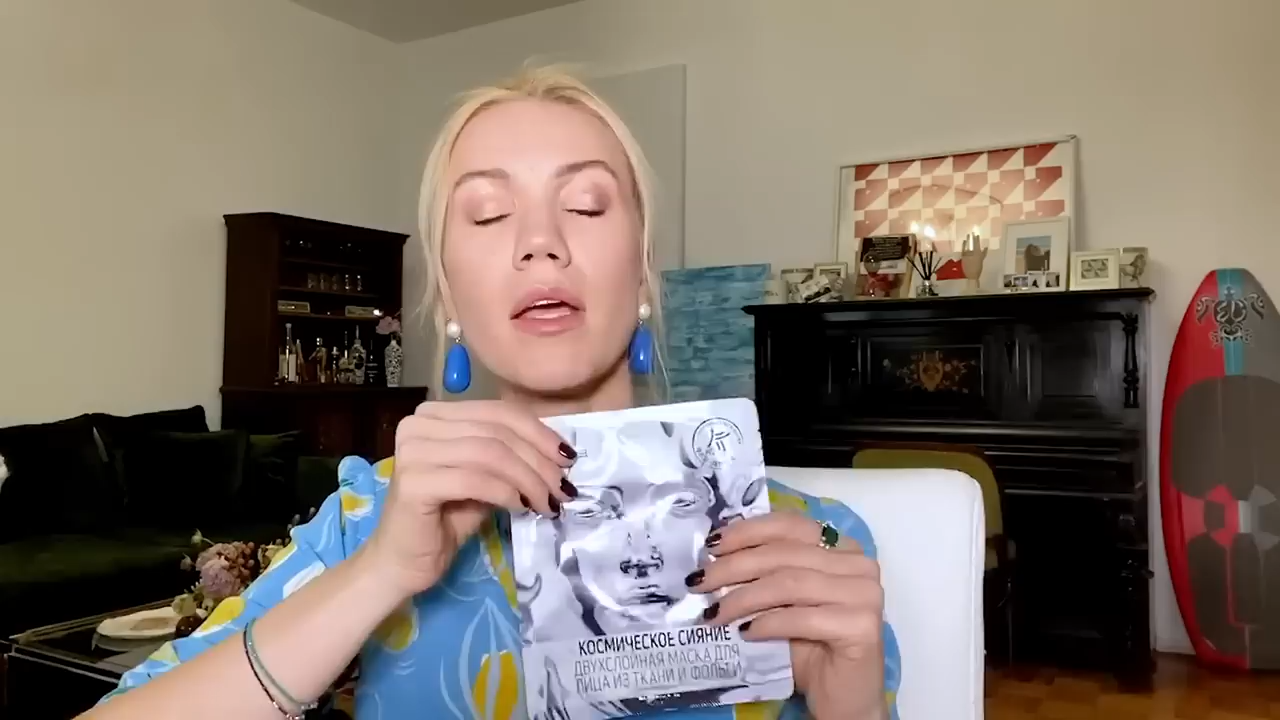 КОСМИЧЕСКОЕ СИЯНИЕ
ДВУХСЛОЙНАЯ МАСКА ДЛЯ
ЛИЦА ИЗ ТКАНИ И ФОЛЬГИ